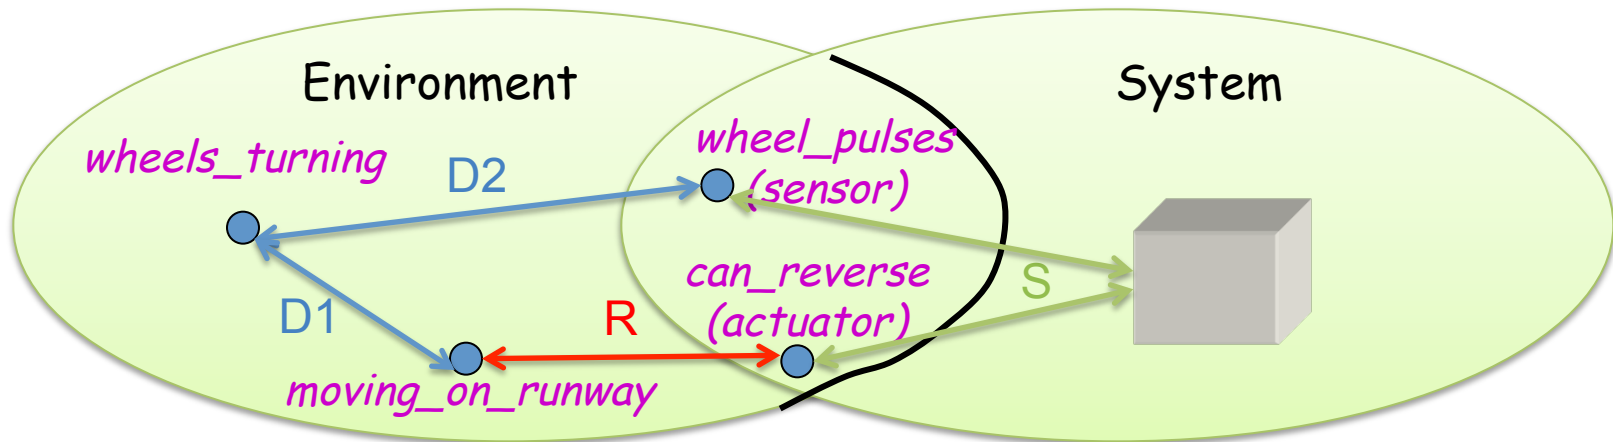 Environment
System
wheels_turning
D2
wheel_pulses
(sensor)
can_reverse
(actuator)
S
D1
R
moving_on_runway